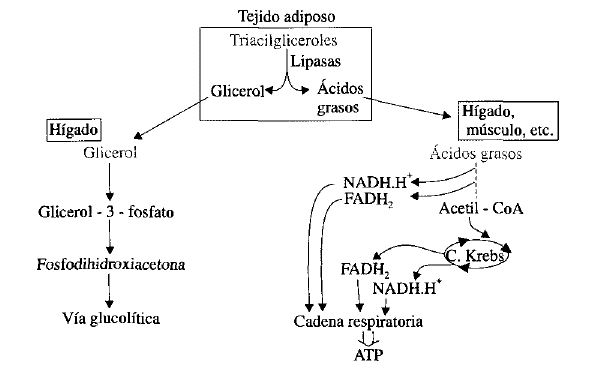 Tejido adiposo
Triacilgliceroles
Lipasas
Glicerol
Ácidos
grasos
Hígado
Glicerol
Glicerol - 3 - fosfato
Fosfodihidroxiacetona
Vía glucolítica
Hígado,
músculo, etc.
Ácidos grasos
NADH.H+
FADH2
Acetil - CoA
C. Krebs
FADH2
NADH.H+
Cadena respiratoria
ATP